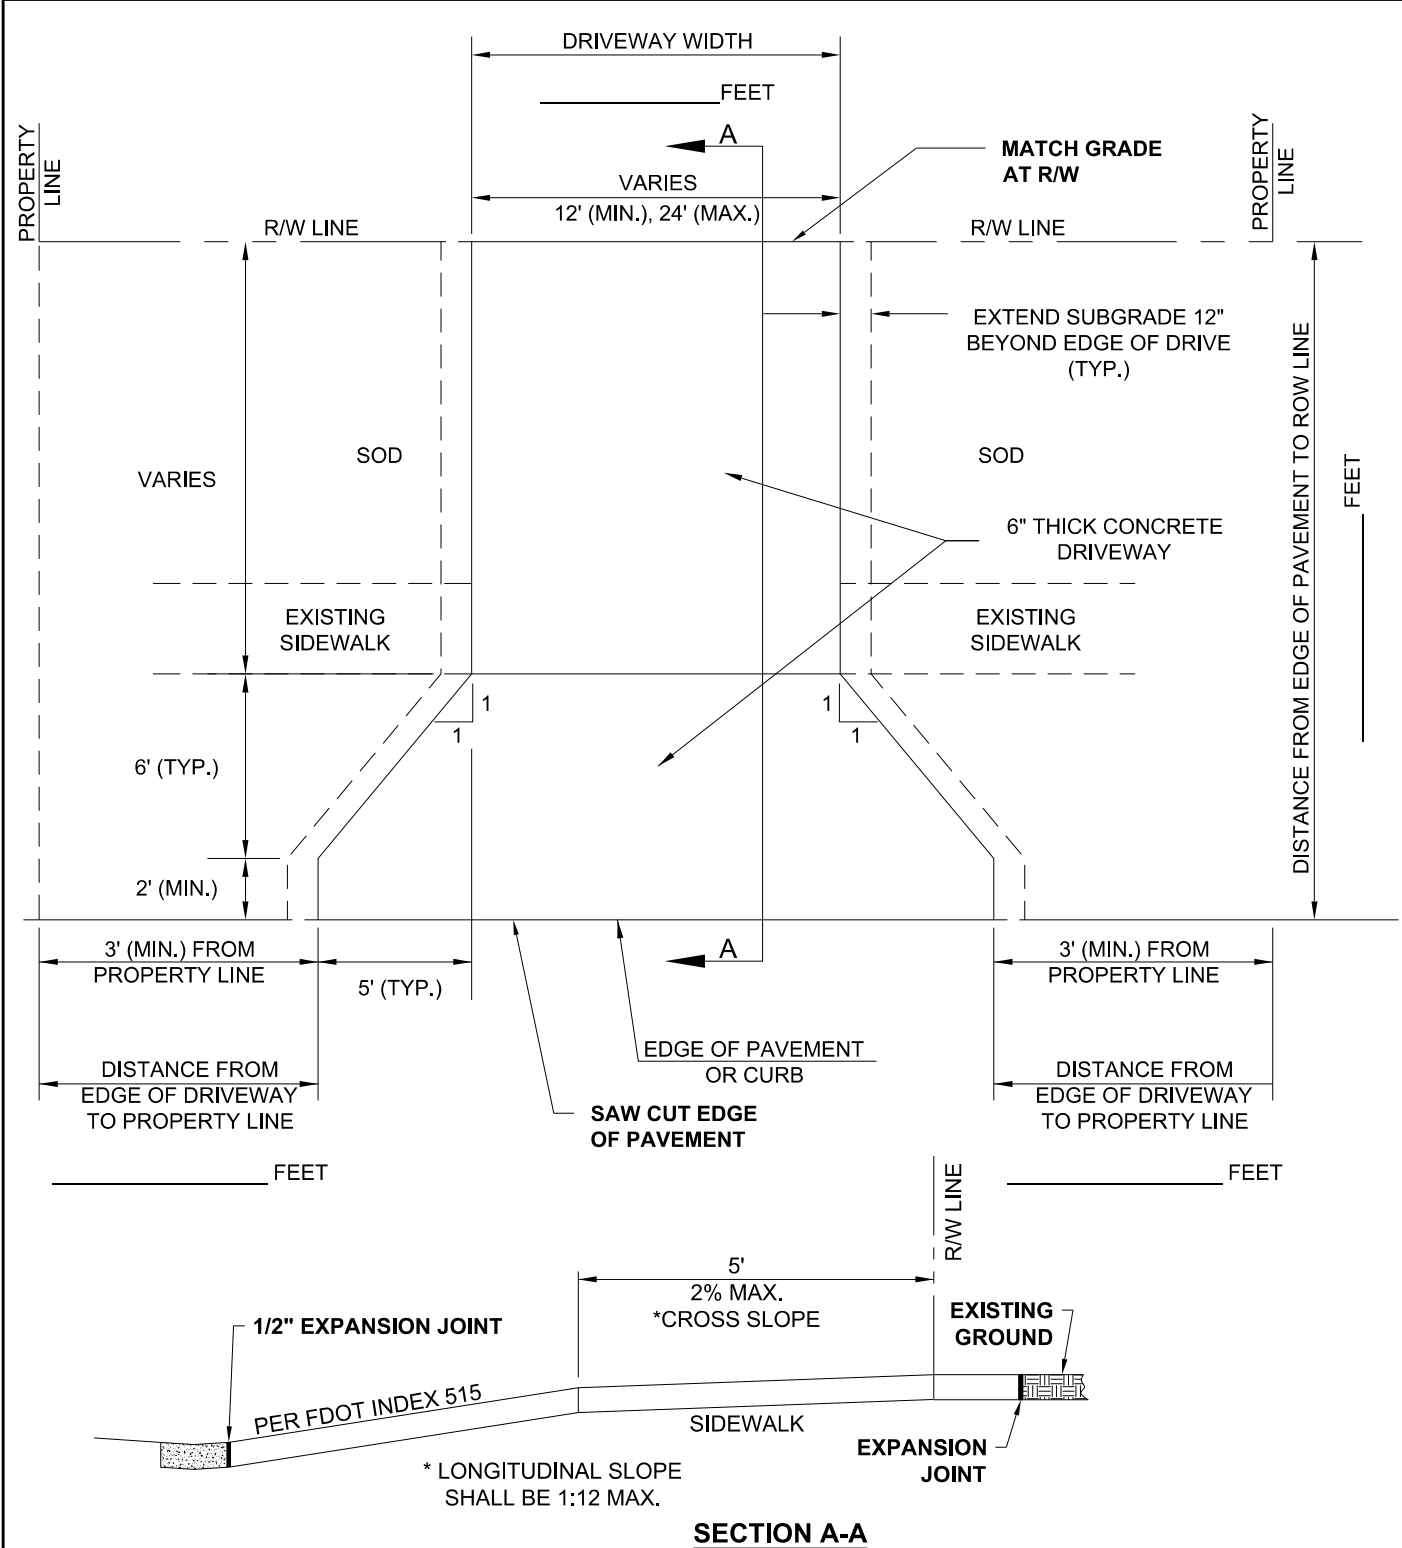 DRIVEWAY WIDTH
FEET
A
PROPERTY
LINE
MATCH GRADE
AT R/W
PROPERTY
LINE
VARIES
12' (MIN.), 24' (MAX.)
R/W LINE
R/W LINE
EXTEND SUBGRADE 12"
BEYOND EDGE OF DRIVE
(TYP.)
DISTANCE FROM EDGE OF PAVEMENT TO ROW LINE
FEET
VARIES
SOD
SOD
6" THICK CONCRETE
DRIVEWAY
EXISTING
SIDEWALK
EXISTING
SIDEWALK
1
1
1
1
6' (TYP.)
2' (MIN.)
3' (MIN.) FROM
PROPERTY LINE
5' (TYP.)
A
3' (MIN.) FROM
PROPERTY LINE
EDGE OF PAVEMENT
OR CURB
DISTANCE FROM
EDGE OF DRIVEWAY
TO PROPERTY LINE
DISTANCE FROM
EDGE OF DRIVEWAY
TO PROPERTY LINE
SAW CUT EDGE
OF PAVEMENT
FEET
FEET
R/W LINE
5'
2% MAX.
*CROSS SLOPE
1/2" EXPANSION JOINT
EXISTING
GROUND
PER FDOT INDEX 515
SIDEWALK
EXPANSION
JOINT
* LONGITUDINAL SLOPE
SHALL BE 1:12 MAX.
SECTION A-A